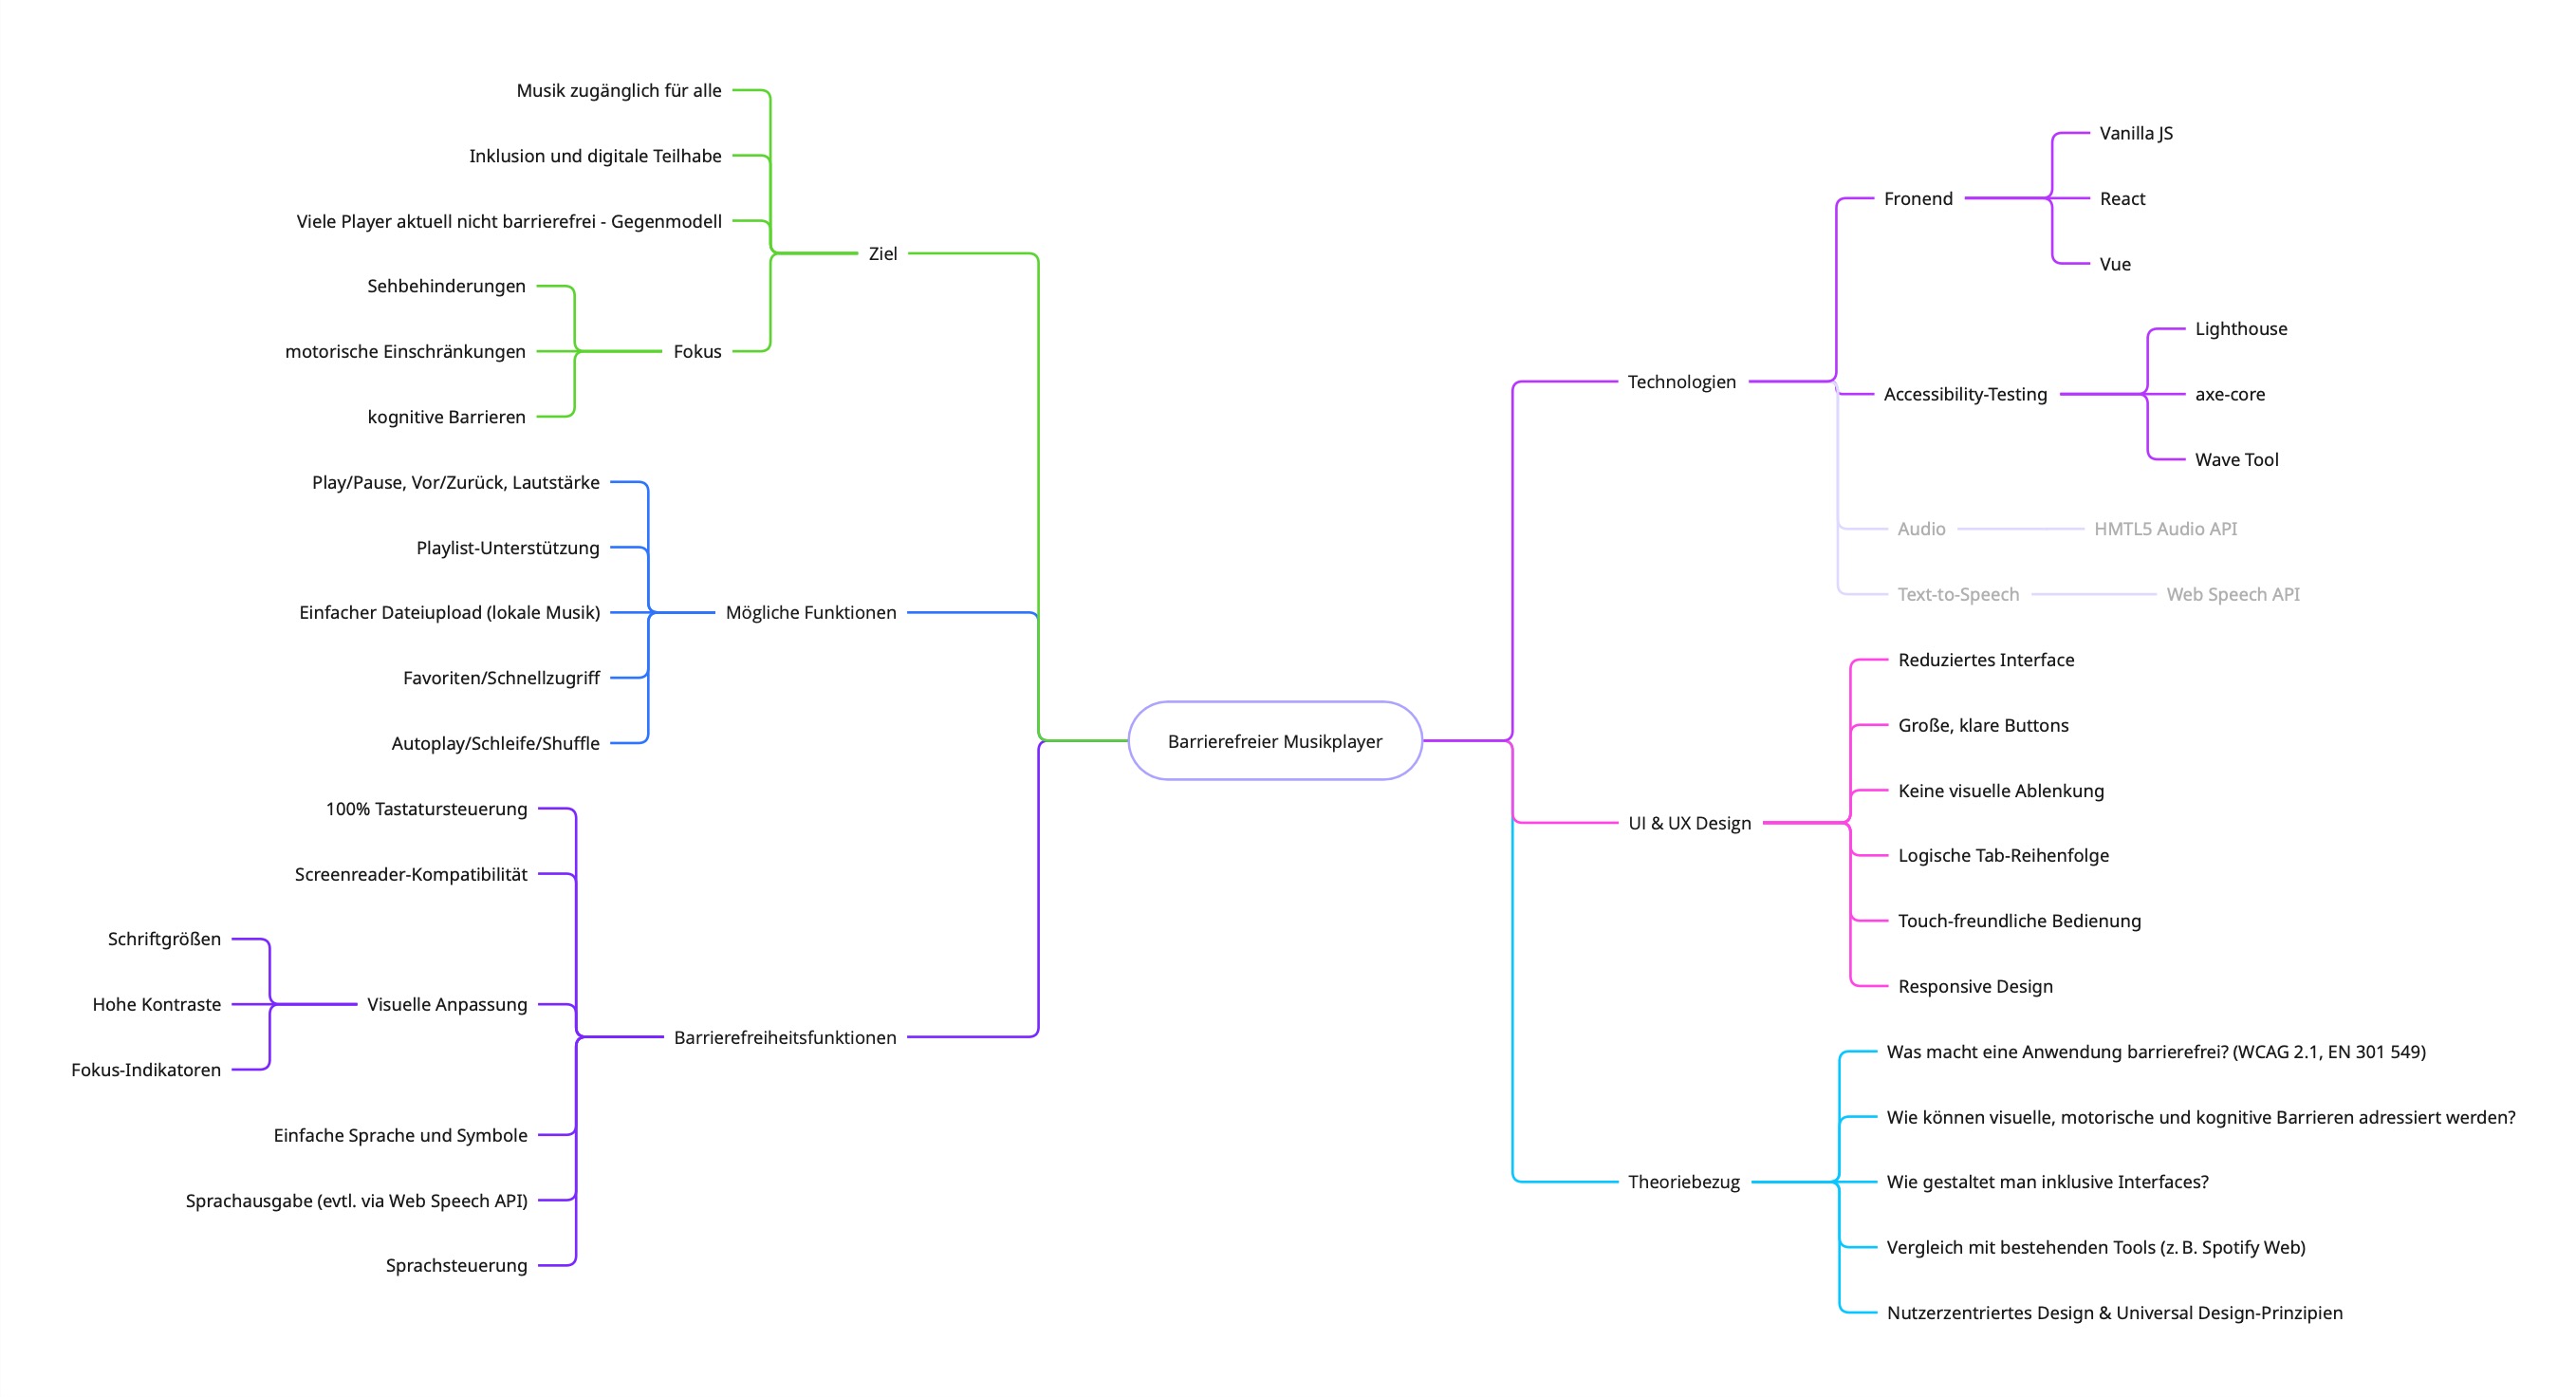 Musik zugänglich für alle
Inklusion und digitale Teilhabe
Viele Player aktuell nicht barrierefrei - Gegenmodell
Ziel
Sehbehinderungen
motorische Einschränkungen
Fokus
kognitive Barrieren
Play/Pause, Vor/Zurück, Lautstärke
Playlist-Unterstützung
Einfacher Dateiupload (lokale Musik)
Mögliche Funktionen
Favoriten/Schnellzugriff
Autoplay/Schleife/Shuffle
100% Tastatursteuerung
Screenreader-Kompatibilität
Schriftgrößen
Hohe Kontraste
Visuelle Anpassung
Fokus-Indikatoren
Barrierefreiheitsfunktionen
Einfache Sprache und Symbole
Sprachausgabe (evtl. via Web Speech API)
Sprachsteuerung
Barrierefreier Musikplayer
Technologien
Fronend
Vanilla JS
React
Vue
Accessibility-Testing
Lighthouse
axe-core
Wave Tool
Audio
HMTL5 Audio API
Text-to-Speech
Web Speech API
UI & UX Design
Reduziertes Interface
Große, klare Buttons
Keine visuelle Ablenkung
Logische Tab-Reihenfolge
Touch-freundliche Bedienung
Responsive Design
Theoriebezug
Was macht eine Anwendung barrierefrei? (WCAG 2.1, EN 301 549)
Wie können visuelle, motorische und kognitive Barrieren adressiert werden?
Wie gestaltet man inklusive Interfaces?
Vergleich mit bestehenden Tools (z. B. Spotify Web)
Nutzerzentriertes Design & Universal Design-Prinzipien